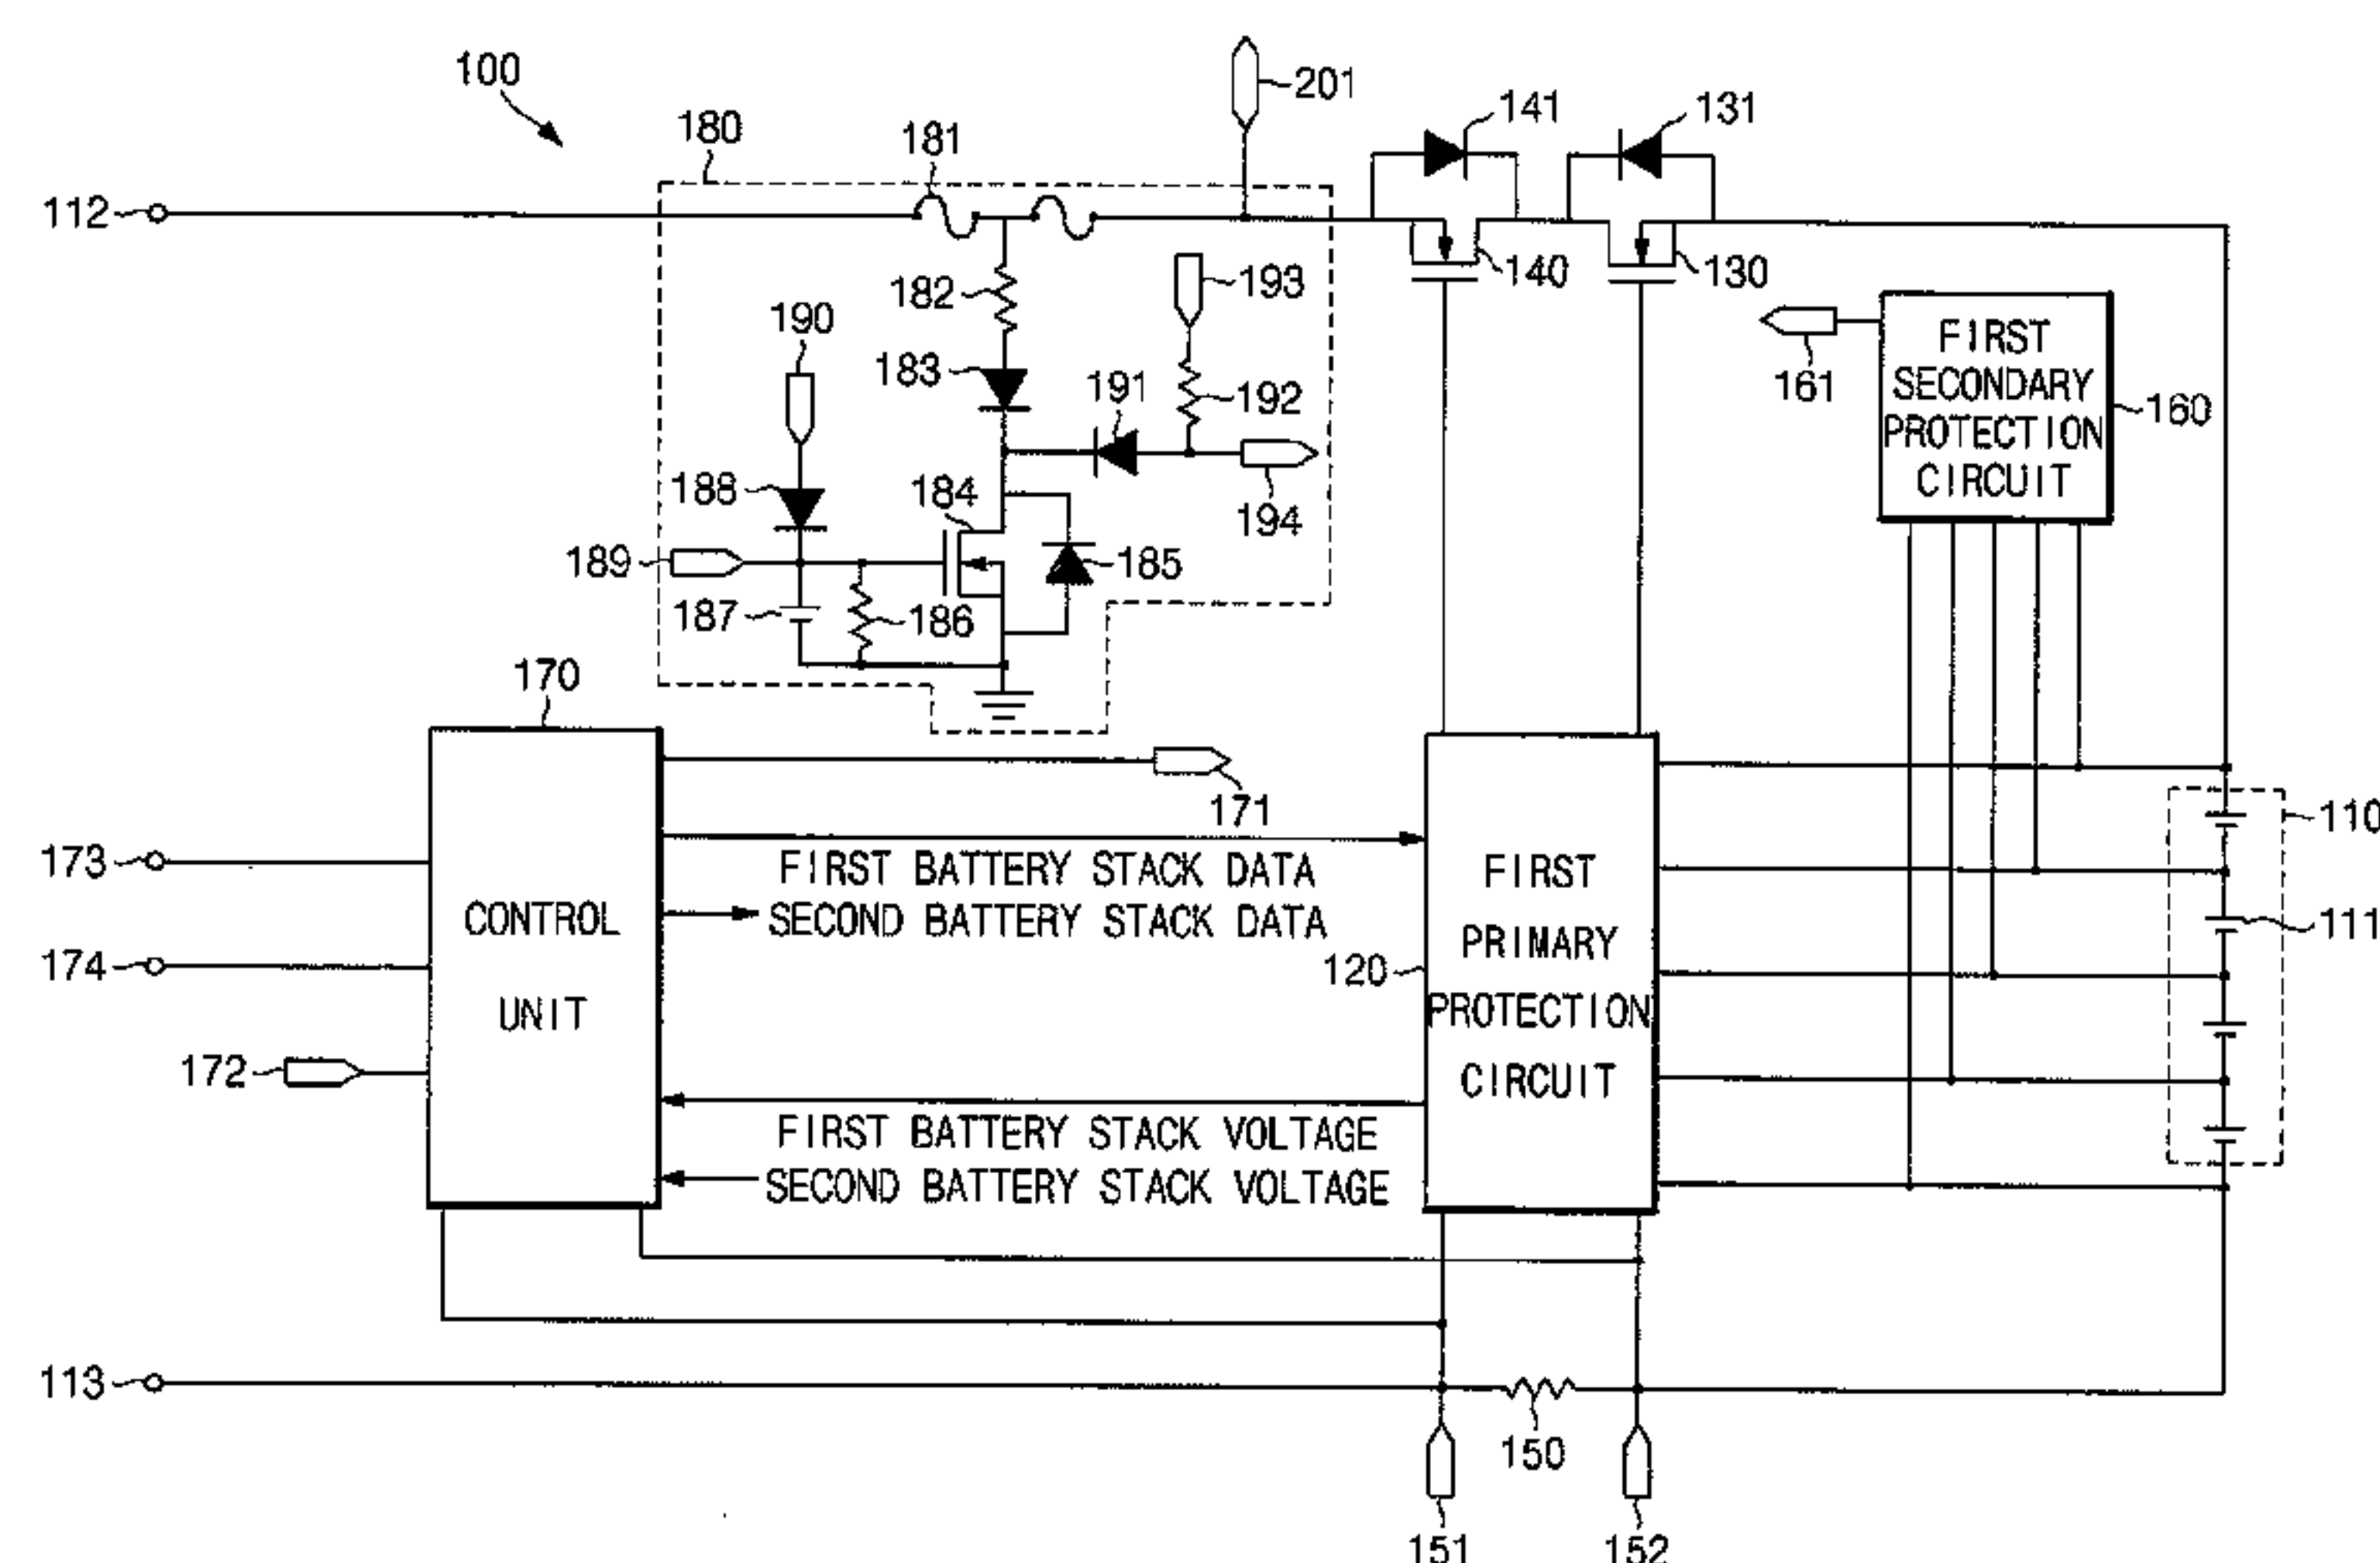 100
201
141
131
180
181
112
140
130
193
190
182
183
191
192
161
FIRST
SECONDARY
PROTECTION
CIRCUIT
160
188
184
194
189
185
187
186
170
171
110
173
FIRST BATTERY STACK DATA
SECOND BATTERY STACK DATA
CONTROL
UNIT
174
172
120
FIRST
PRIMARY
PROTECTION
CIRCUIT
111
FIRST BATTERY STACK VOLTAGE
SECOND BATTERY STACK VOLTAGE
113
150
151
152